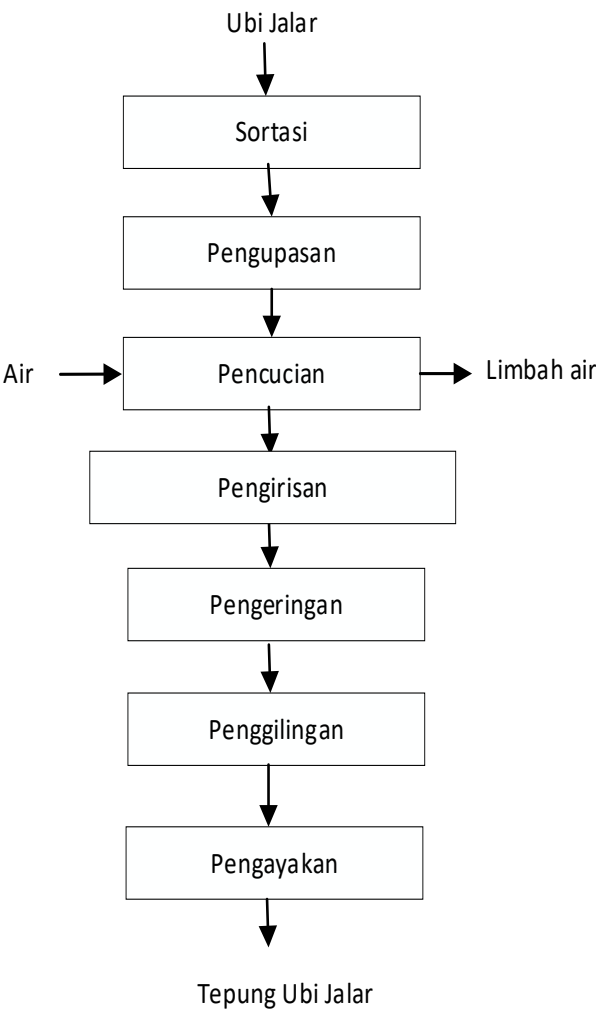 Ubi Jalar
Sortasi
Pengupasan
Air
Pencucian
Limbah air
Pengirisan
Pengeringan
Penggilingan
Pengayakan
Tepung Ubi Jalar